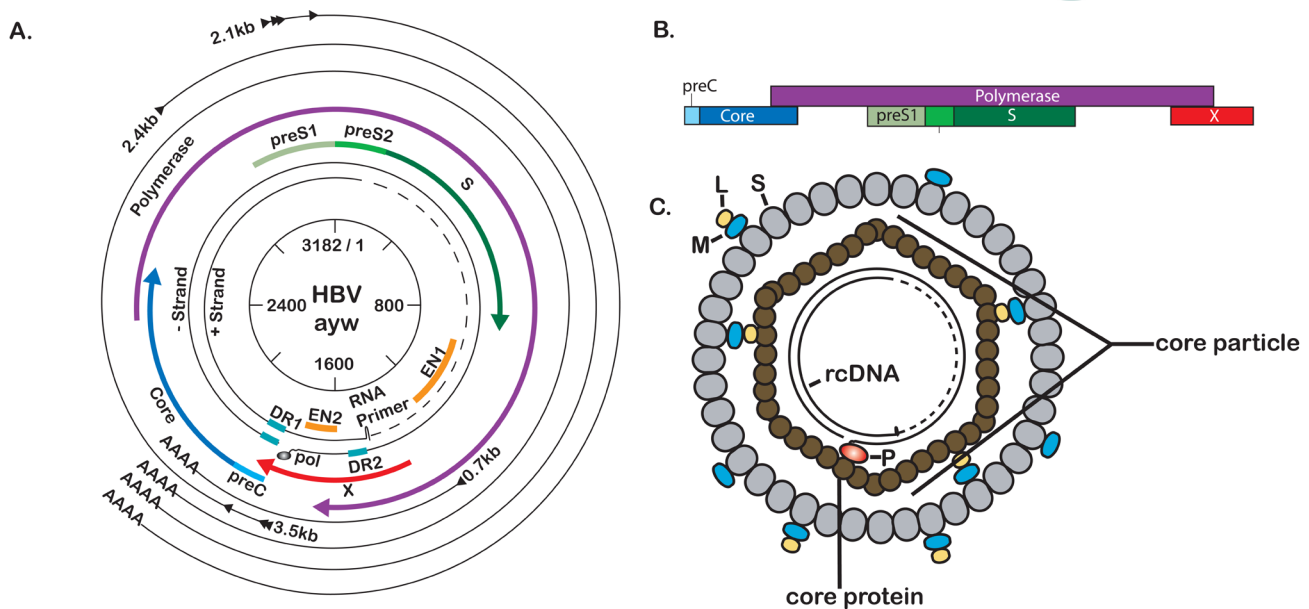 A.
2.1kb
2.4kb
Polymerase
preS1
preS2
S
- Strand
+ Strand
3182 / 1
HBV
ayw
2400
800
1600
EN1
RNA
Primer
EN2
DR1
DR2
pol
X
Core
preC
0.7kb
3.5kb
AAAA
AAAA
AAAA
AAAA
B.
preC
Polymerase
Core
preS1
S
X
C.
L
S
M
rcDNA
P
core particle
core protein